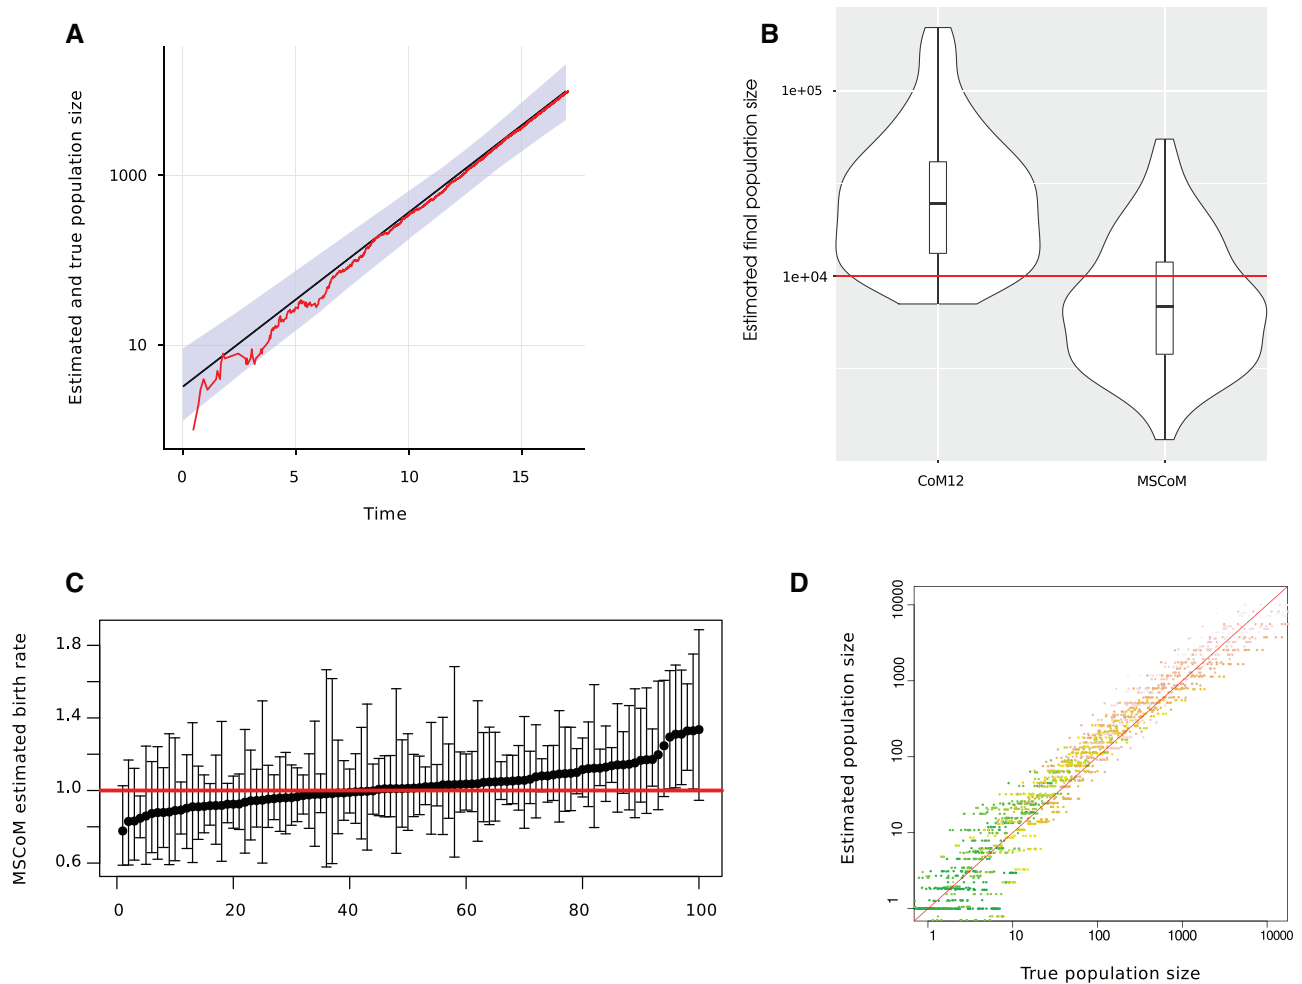 A
Estimated and true population size
1000
10
0 5 10 15
Time
B
Estimated final population size
1e+05
1e+04
CoM12 MSCoM
C
MSCoM estimated birth rate
1.8
1.4
1.0
0.6
0 20 40 60 80 100
D
Estimated population size
10000
1000
100
10
1
1 10 100 1000 10000
True population size